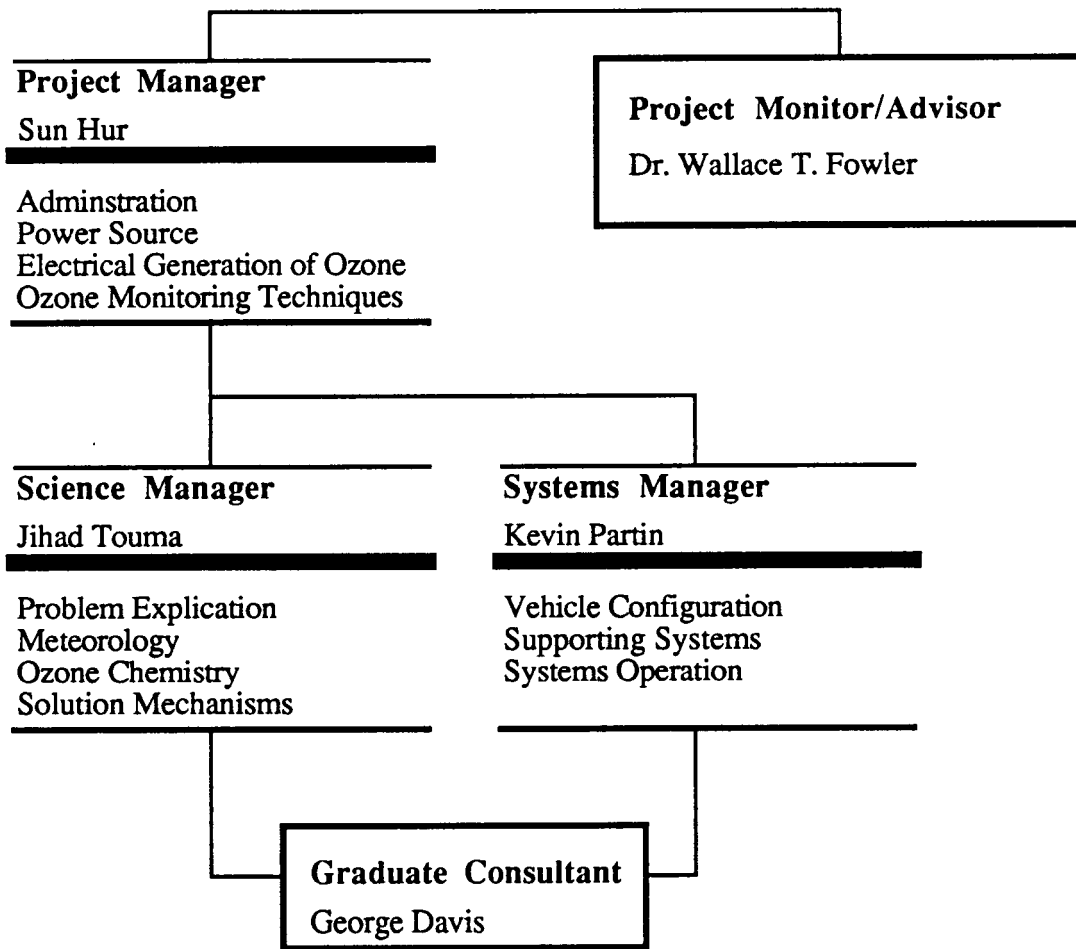 Project Manager
Sun Hur
Adminstration
Power Source
Electrical Generation of Ozone
Ozone Monitoring Techniques
Project Monitor/Advisor
Dr. Wallace T. Fowler
Science Manager
Jihad Touma
Problem Explication
Meteorology
Ozone Chemistry
Solution Mechanisms
Systems Manager
Kevin Partin
Vehicle Configuration
Supporting Systems
Systems Operation
Graduate Consultant
George Davis